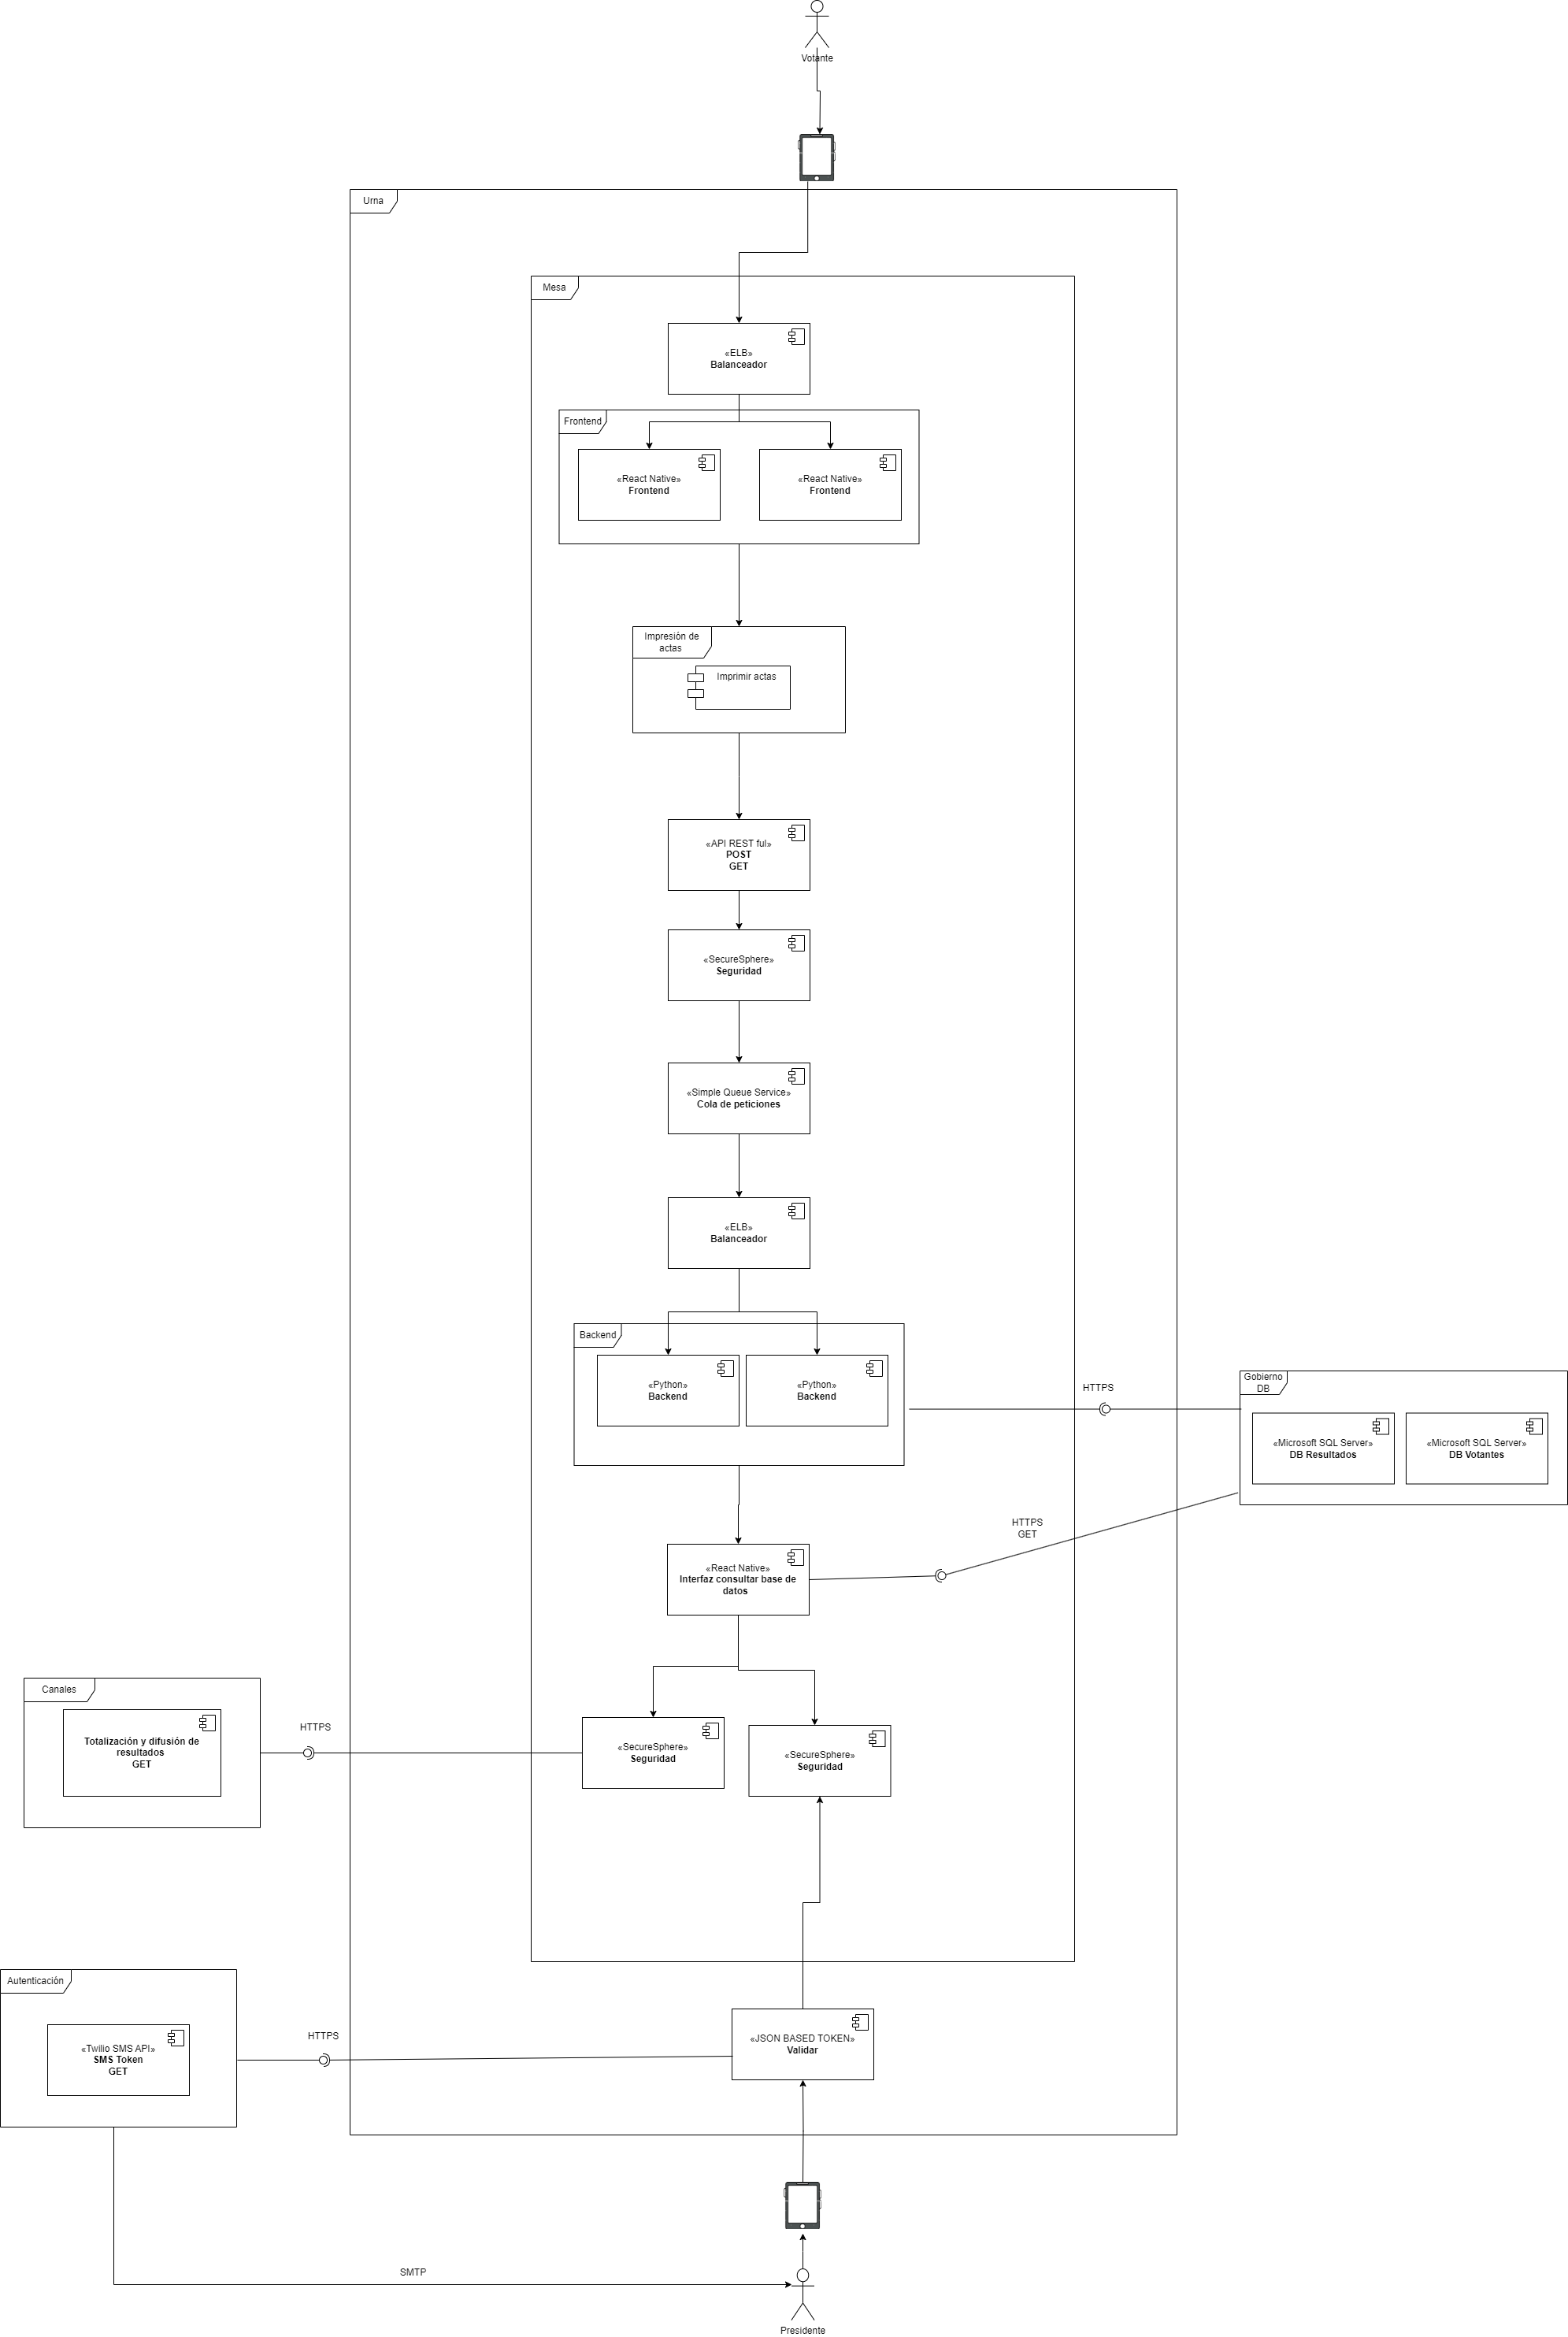 Votante
Urna
Mesa
«ELB»
Balanceador
Frontend
«React Native»
Frontend
«React Native»
Frontend
Impresión de
actas
Imprimir actas
«API REST ful»
POST
GET
«SecureSphere»
Seguridad
«Simple Queue Service»
Cola de peticiones
«ELB»
Balanceador
Backend
«Python»
Backend
«Python»
Backend
HTTPS
Gobierno
DB
«Microsoft SQL Server»
DB Resultados
«Microsoft SQL Server»
DB Votantes
HTTPS
GET
«React Native»
Interfaz consultar base de
datos
Canales
Totalización y difusión de
resultados
GET
HTTPS
«SecureSphere»
Seguridad
«SecureSphere»
Seguridad
Autenticación
«Twilio SMS API»
SMS Token
GET
HTTPS
«JSON BASED TOKEN»
Validar
SMTP
Presidente